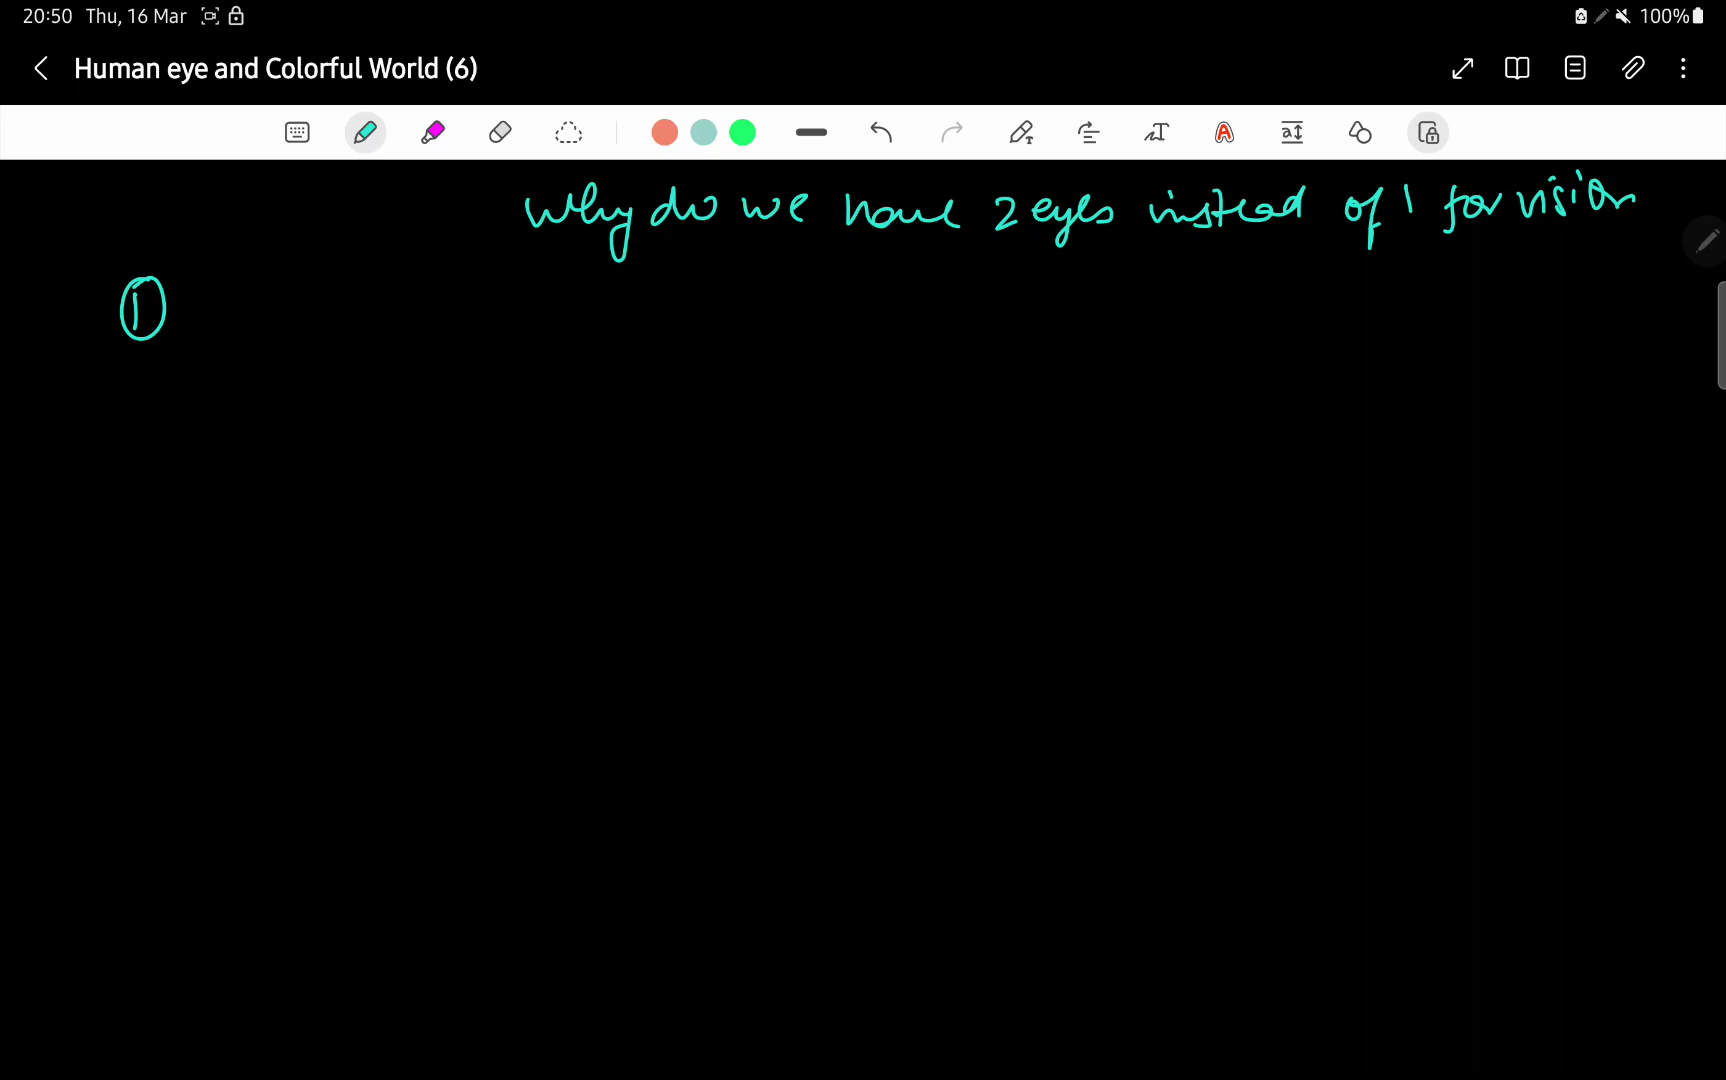 20:50 Thu, 16 Mar 100%
Human eye and Colorful World (6)
why do we have 2 eyes instead of 1 for vision
1